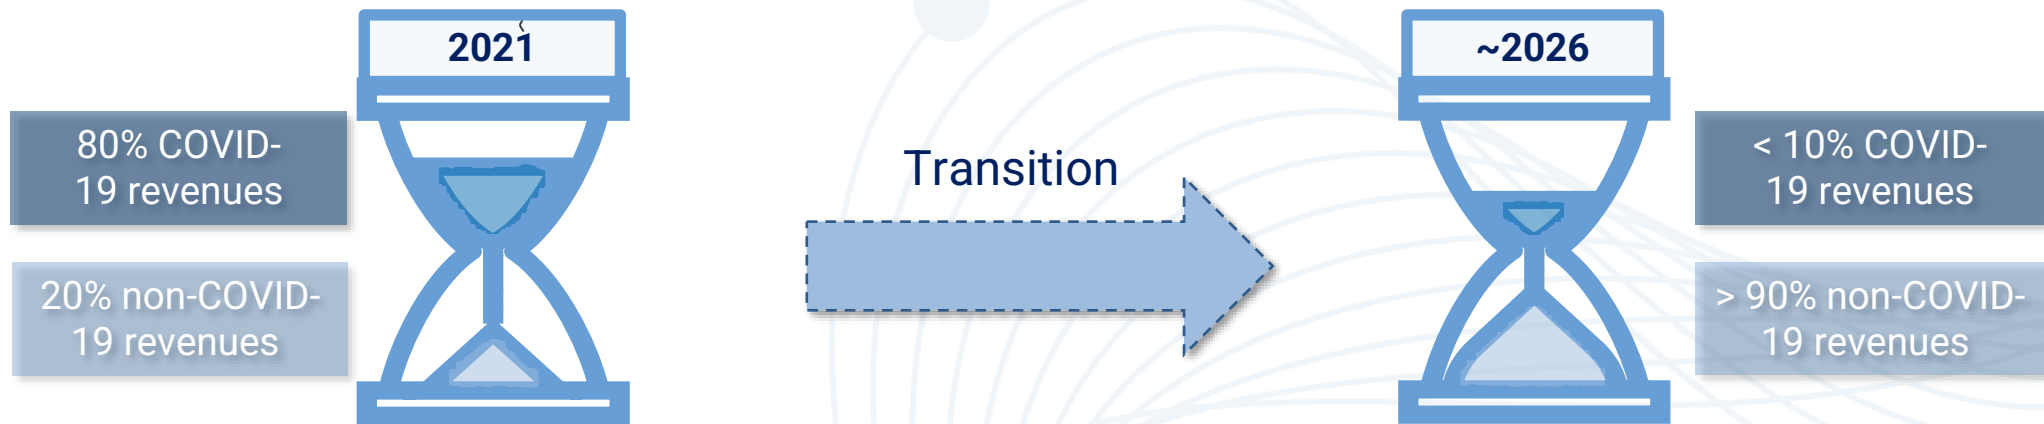 2021
80% COVID-
19 revenues
20% non-COVID-
19 revenues
Transition
~2026
< 10% COVID-
19 revenues
> 90% non-COVID-
19 revenues